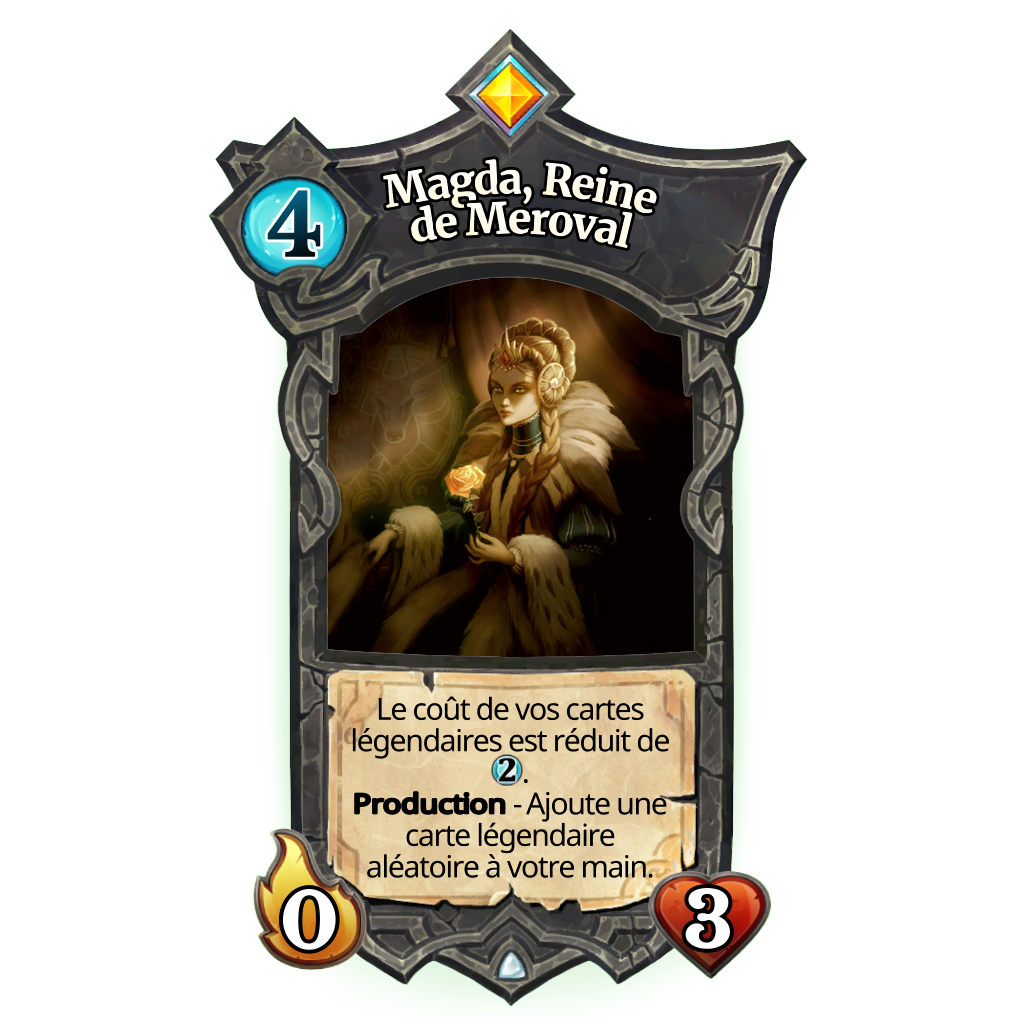 4
Magda, Reine
de Meroval
Le coût de vos cartes
légendaires est réduit de
2.
Production - Ajoute une
carte légendaire
aléatoire à votre main.
0
3